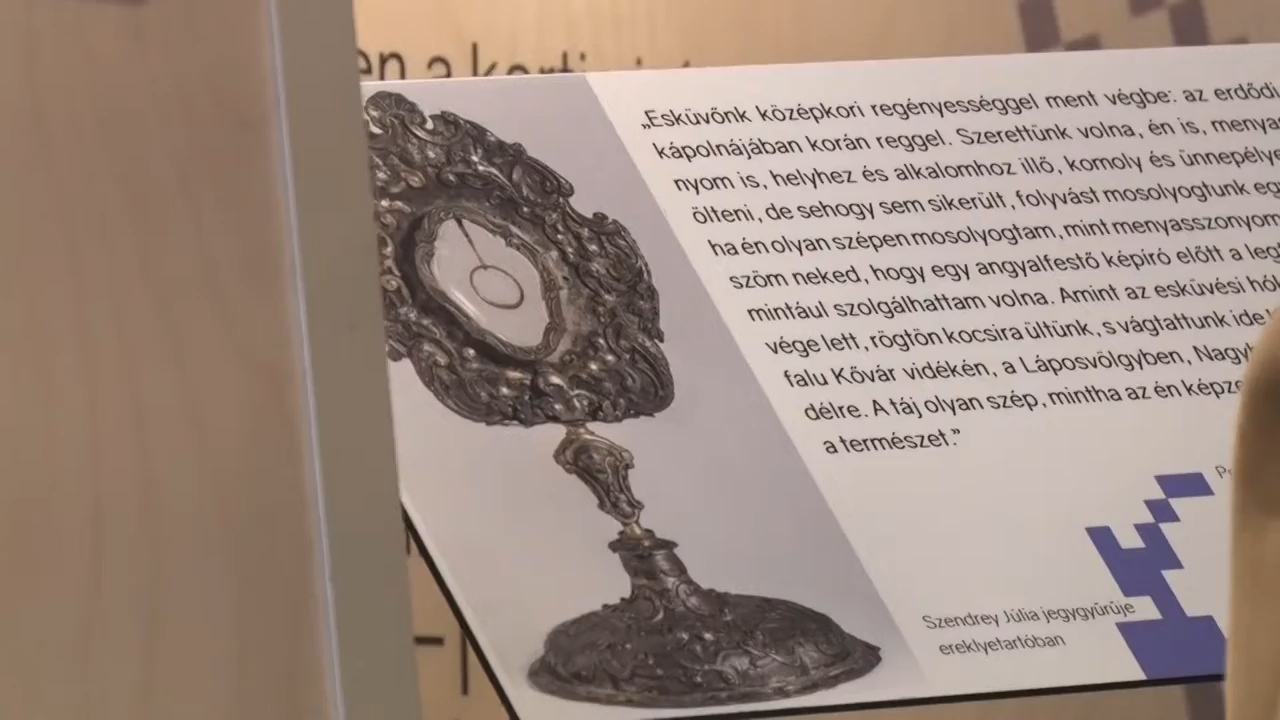 en a
„Esküvőnk középkori regényességgel ment végbe: az erdődi
kápolnájában korán reggel. Szerettünk volna, én is, menya
nyom is, helyhez és alkalomhoz illő, komoly és ünnepélye
ölteni, de sehogy sem sikerült, folyvást mosolyogtunk eg
ha én olyan szépen mosolyogtam, mint menyasszonyom
szöm neked, hogy egy angyalfestő képíró előtt a leg
mintául szolgálhattam volna. Amint az esküvési
vége lett, rögtön kocsira ültünk, s vágtattunk ide
falu Kővár vidékén, a Láposvölgyben, Nagy
délre. A táj olyan szép, mintha az én képze
a természet.”
Szendrey Júlia jegygyűrűje
ereklyetartóban